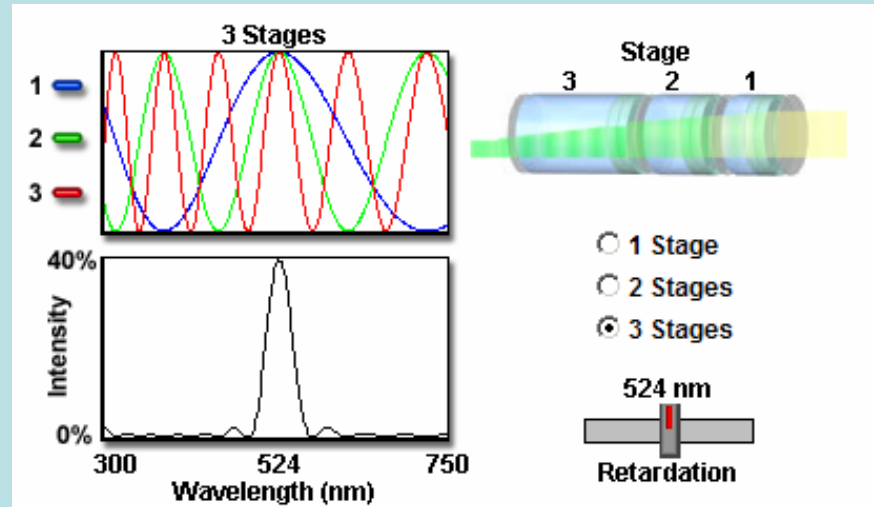 3 Stages
1
2
3
Stage
3 2 1
40%
Intensity
0%
300 524 750
Wavelength (nm)
1 Stage
2 Stages
3 Stages
524 nm
Retardation